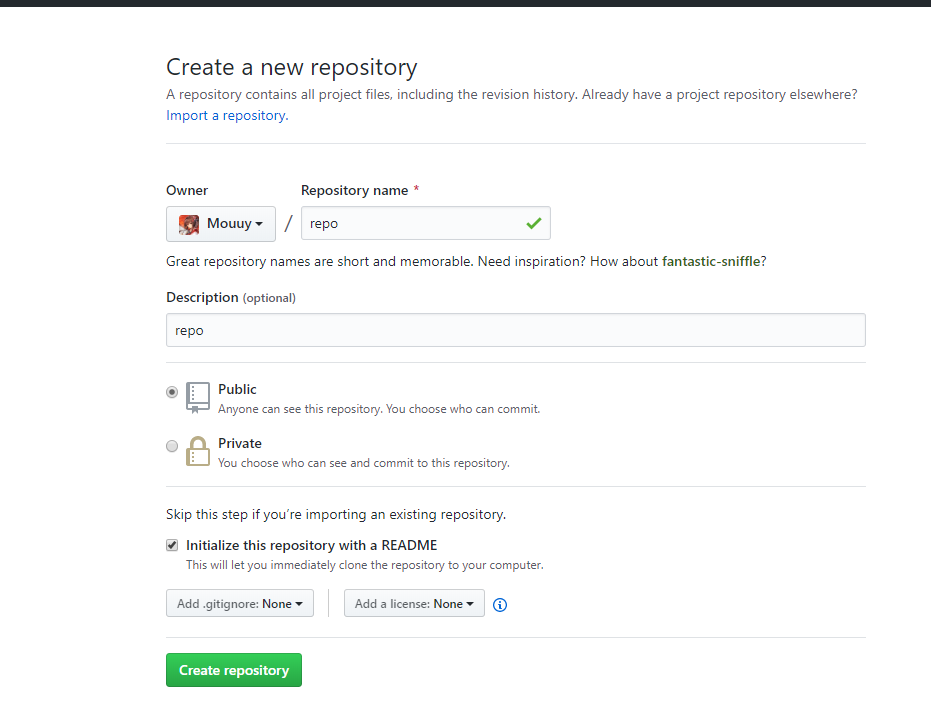 Create a new repository
A repository contains all project files, including the revision history. Already have a project repository elsewhere?
Import a repository.
Owner
Repository name *
Mouuy
/
repo
Great repository names are short and memorable. Need inspiration? How about fantastic-sniffle?
Description (optional)
repo
Public
Anyone can see this repository. You choose who can commit.
Private
You choose who can see and commit to this repository.
Skip this step if you’re importing an existing repository.
Initialize this repository with a README
This will let you immediately clone the repository to your computer.
Add .gitignore: None
Add a license: None
Create repository